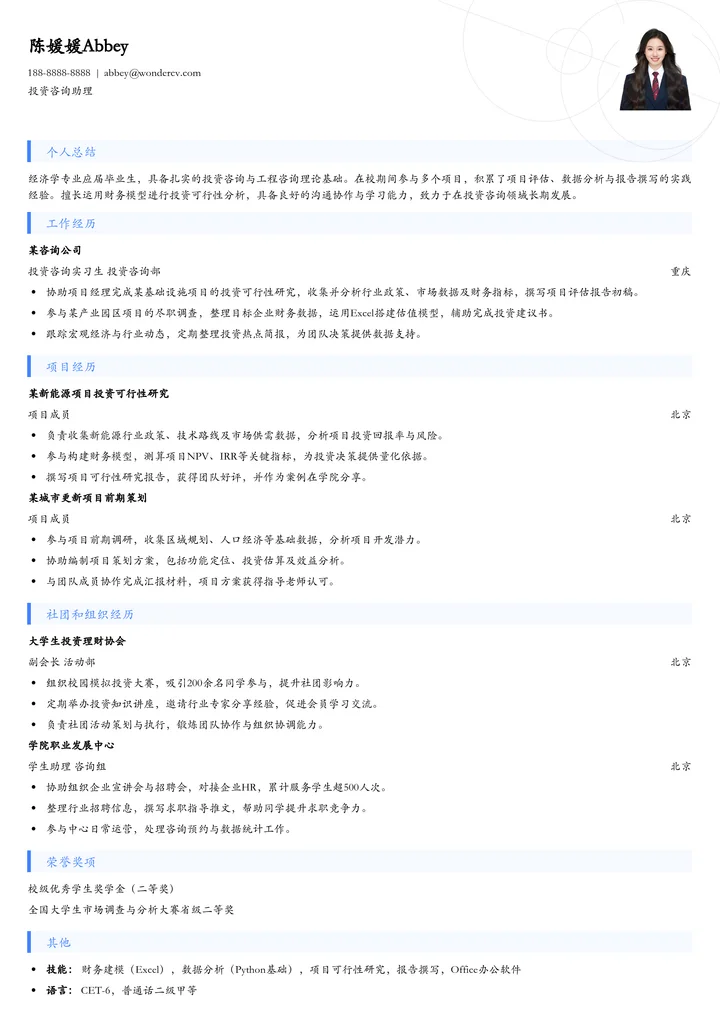 陈媛媛Abbey
188-8888-8888 | abbey@wondercv.com
投资咨询助理
个人总结
经济学专业应届毕业生，具备扎实的投资咨询与工程咨询理论基础。在校期间参与多个项目，积累了项目评估、数据分析与报告撰写的实践
经验。擅长运用财务模型进行投资可行性分析，具备良好的沟通协作与学习能力，致力于在投资咨询领域长期发展。
工作经历
某咨询公司
投资咨询实习生 投资咨询部 重庆
• 协助项目经理完成某基础设施项目的投资可行性研究，收集并分析行业政策、市场数据及财务指标，撰写项目评估报告初稿。
• 参与某产业园区项目的尽职调查，整理目标企业财务数据，运用Excel搭建估值模型，辅助完成投资建议书。
• 跟踪宏观经济与行业动态，定期整理投资热点简报，为团队决策提供数据支持。
项目经历
某新能源项目投资可行性研究
项目成员 北京
• 负责收集新能源行业政策、技术路线及市场供需数据，分析项目投资回报率与风险。
• 参与构建财务模型，测算项目NPV、IRR等关键指标，为投资决策提供量化依据。
• 撰写项目可行性研究报告，获得团队好评，并作为案例在学院分享。
某城市更新项目前期策划
项目成员 北京
• 参与项目前期调研，收集区域规划、人口经济等基础数据，分析项目开发潜力。
• 协助编制项目策划方案，包括功能定位、投资估算及效益分析。
• 与团队成员协作完成汇报材料，项目方案获得指导老师认可。
社团和组织经历
大学生投资理财协会
副会长 活动部 北京
• 组织校园模拟投资大赛，吸引200余名同学参与，提升社团影响力。
• 定期举办投资知识讲座，邀请行业专家分享经验，促进会员学习交流。
• 负责社团活动策划与执行，锻炼团队协作与组织协调能力。
学院职业发展中心
学生助理 咨询组 北京
• 协助组织企业宣讲会与招聘会，对接企业HR，累计服务学生超500人次。
• 整理行业招聘信息，撰写求职指导推文，帮助同学提升求职竞争力。
• 参与中心日常运营，处理咨询预约与数据统计工作。
荣誉奖项
校级优秀学生奖学金（二等奖）
全国大学生市场调查与分析大赛省级二等奖
其他
• 技能： 财务建模（Excel），数据分析（Python基础），项目可行性研究，报告撰写，Office办公软件
• 语言： CET-6，普通话二级甲等